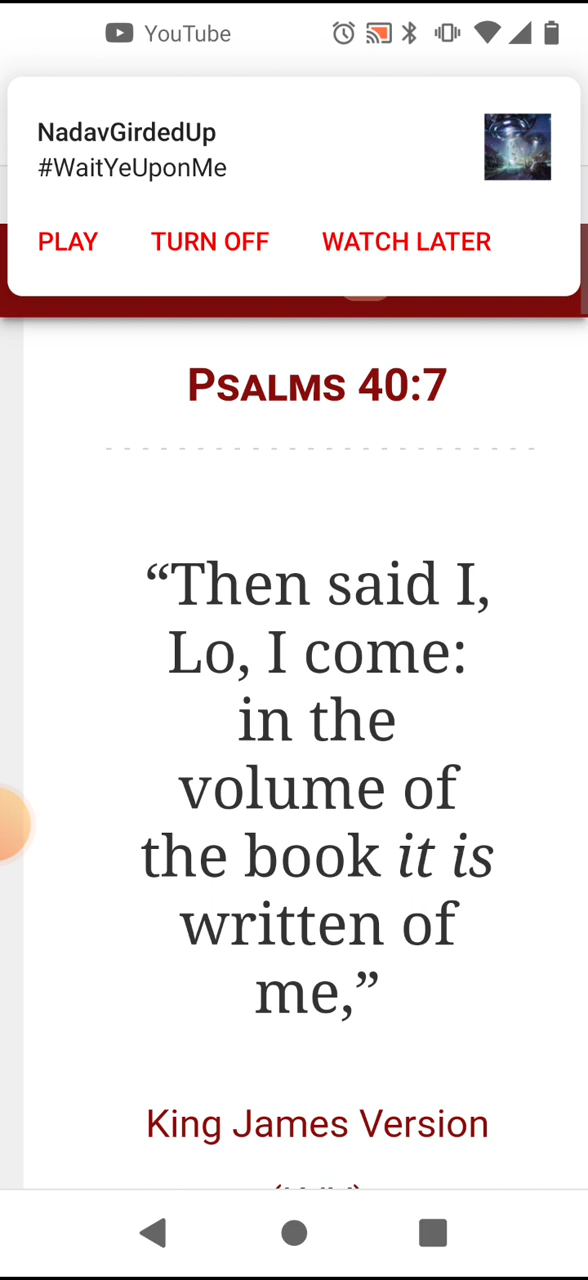 YouTube
NadavGirdedUp
#WaitYeUponMe
PLAY TURN OFF WATCH LATER
PSALMS 40:7
“Then said I,
Lo, I come:
in the
volume of
the book it is
written of
me,”
King James Version